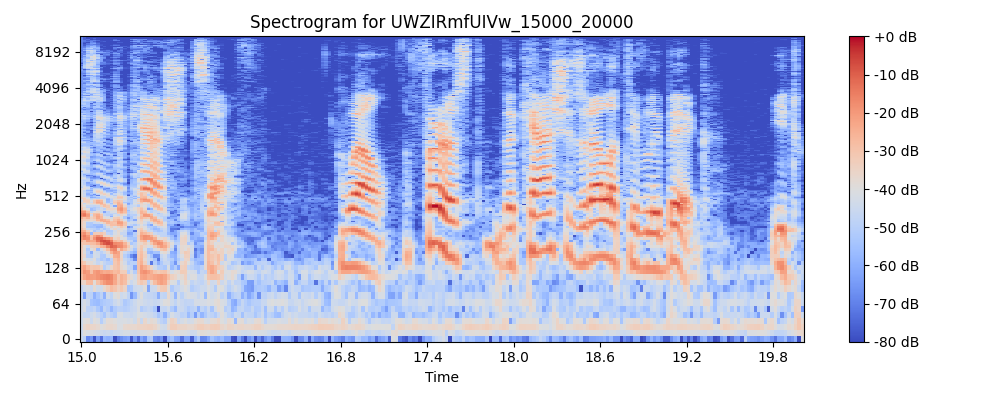 Spectrogram for UWZIRmfUIVw_15000_20000
8192
4096
2048
1024
512
256
128
64
0
Hz
15.0 15.6 16.2 16.8 17.4 18.0 18.6 19.2 19.8
Time
+0 dB
-10 dB
-20 dB
-30 dB
-40 dB
-50 dB
-60 dB
-70 dB
-80 dB